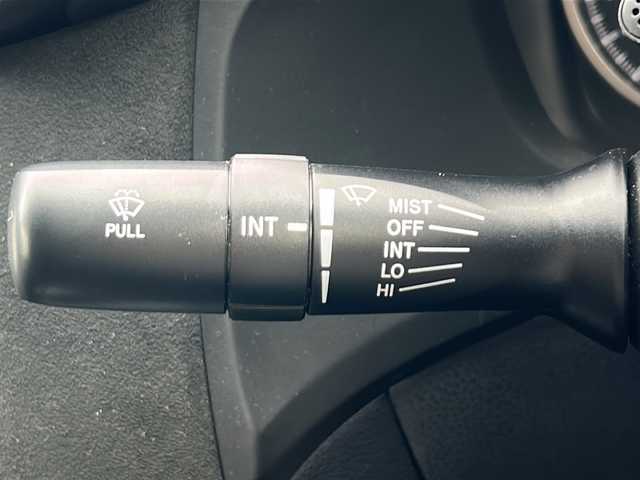 PULL
INT
MIST
OFF
INT
LO
HI